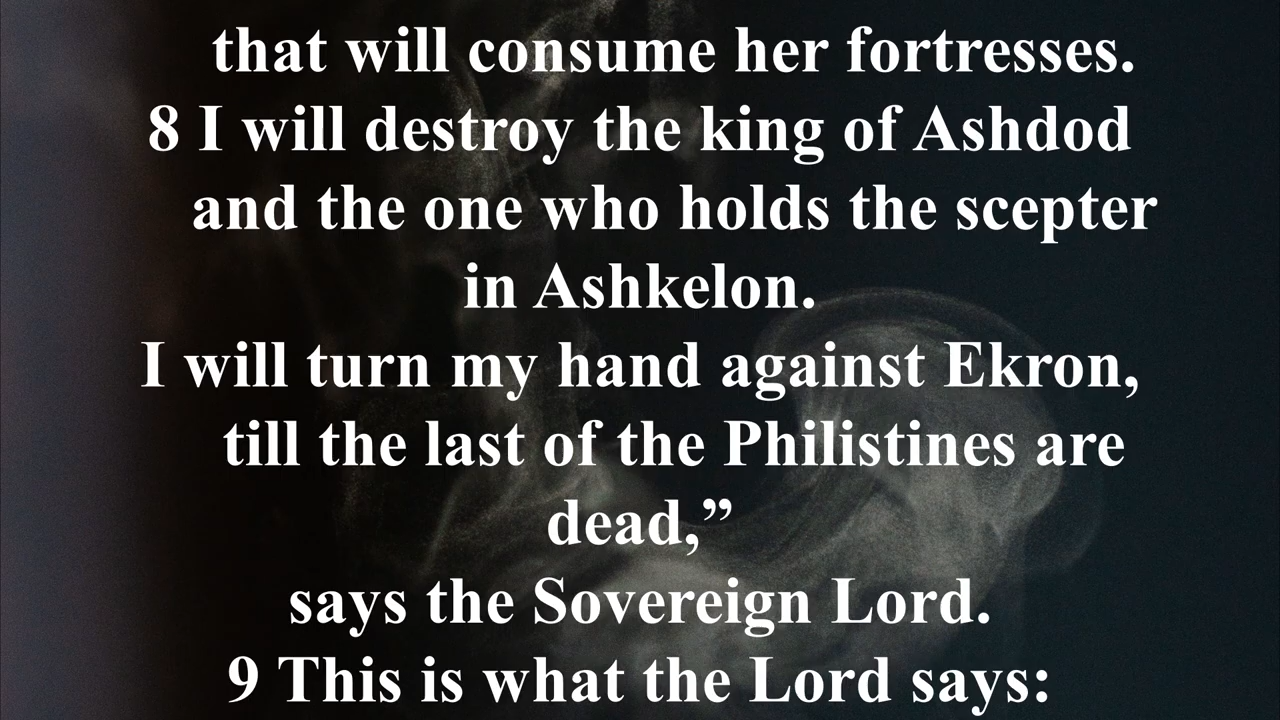 that will consume her fortresses.
8 I will destroy the king of Ashdod
and the one who holds the scepter
in Ashkelon.
I will turn my hand against Ekron,
till the last of the Philistines are
dead,”
says the Sovereign Lord.
9 This is what the Lord says: